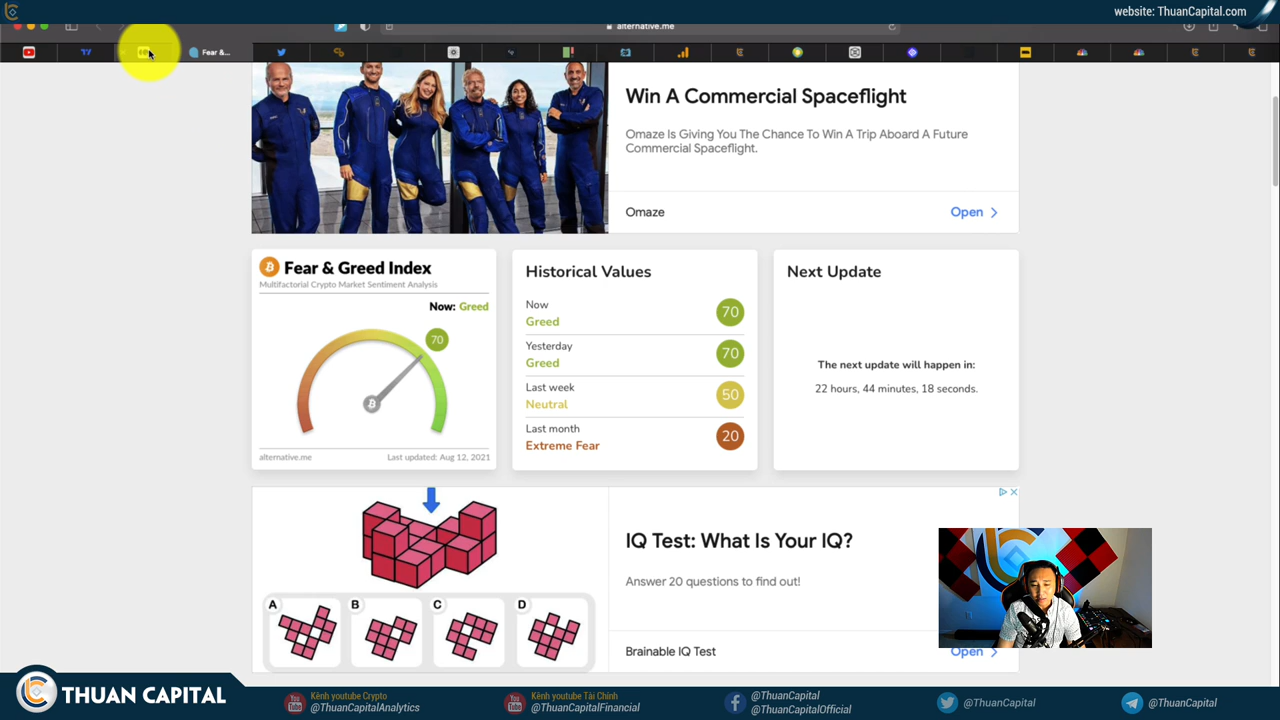 website: ThuanCapital.com
alternative.me
Fear &...
Win A Commercial Spaceflight
Omaze Is Giving You The Chance To Win A Trip Aboard A Future
Commercial Spaceflight.
Omaze
Open
Fear & Greed Index
Multifactorial Crypto Market Sentiment Analysis
Now: Greed
70
alternative.me
Last updated: Aug 12, 2021
Historical Values
Now
Greed
70
Yesterday
Greed
70
Last week
Neutral
50
Last month
Extreme Fear
20
Next Update
The next update will happen in:
22 hours, 44 minutes, 18 seconds.
A
B
C
D
IQ Test: What Is Your IQ?
Answer 20 questions to find out!
Brainable IQ Test
Open
THUAN CAPITAL
Kênh youtube Crypto
@ThuanCapitalAnalytics
Kênh youtube Tài Chính
@ThuanCapitalFinancial
@ThuanCapital
@ThuanCapitalOfficial
@ThuanCapital
@ThuanCapital